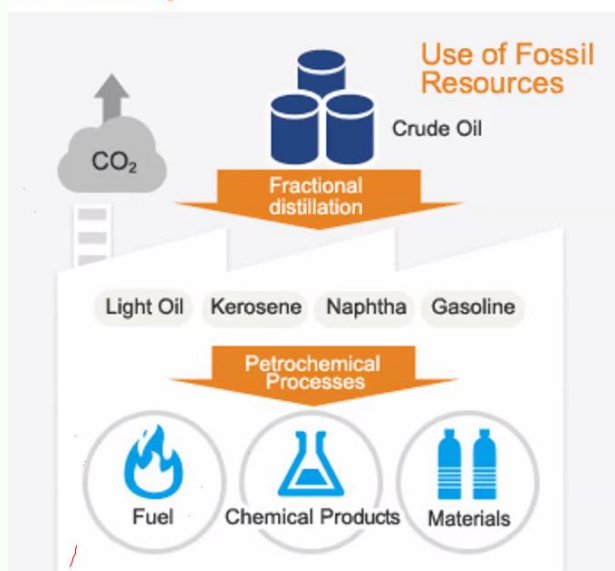 Use of Fossil
Resources
Crude Oil
CO₂
Fractional
distillation
Light Oil Kerosene Naphtha Gasoline
Petrochemical
Processes
Fuel Chemical Products Materials